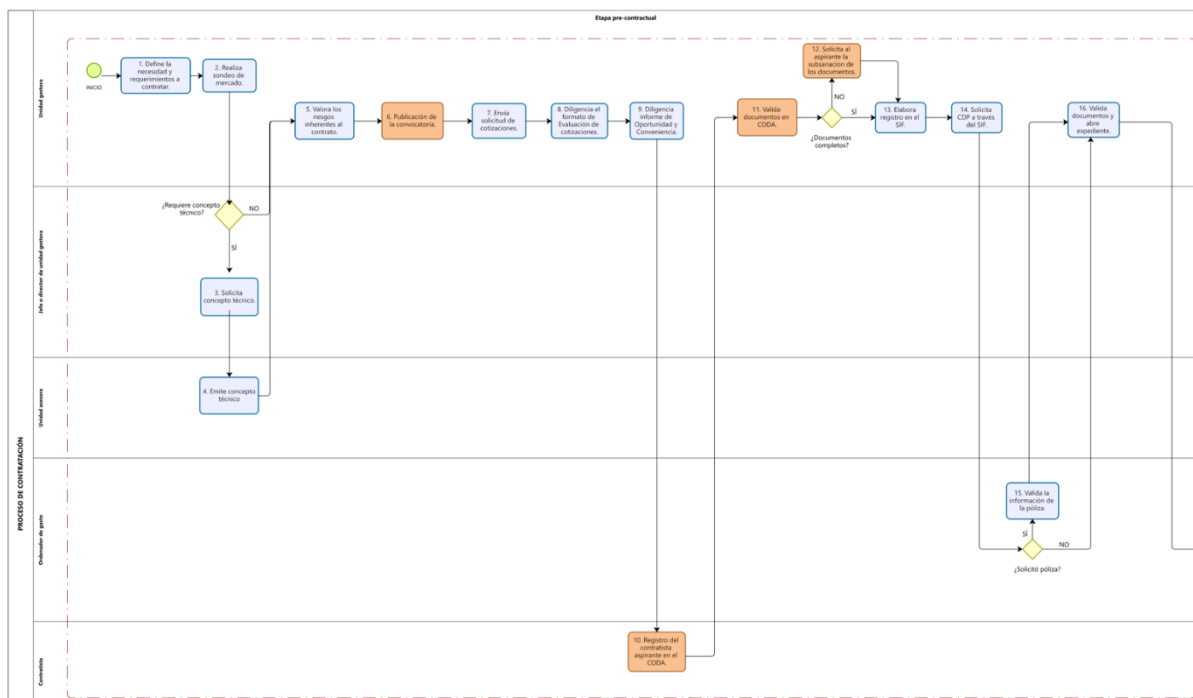 Etapa pre-contractual
PROCESO DE CONTRATACIÓN
Unidad gestora
INICIO
1. Define la
necesidad y
requerimientos a
contratar.
2. Realiza
sondeo de
mercado.
5. Valora los
riesgos
inherentes al
contrato.
6. Publicación de
la convocatoria.
7. Envia
solicitud de
cotizaciones.
8. Diligencia el
formato de
Evaluación de
cotizaciones.
9. Diligencia
informe de
Oportunidad y
Conveniencia.
11. Valida
documentos en
CODA.
12. Solicita al
aspirante la
subsanacion de
los documentos.
NO
SÍ
¿Documentos
completos?
13. Elabora
registro en el
SIF.
14. Solicita
CDP a través
del SIF.
16. Valida
documentos y
abre
expediente.
Jefe o director de unidad gestora
¿Requiere concepto
técnico?
NO
SÍ
3. Solicita
concepto técnico.
Unidad asesora
4. Emite concepto
técnico
Ordenador de gasto
15. Valida la
información de
la póliza.
SÍ
NO
¿Solicitó póliza?
Contratista
10. Registro del
contratista
aspirante en el
CODA.